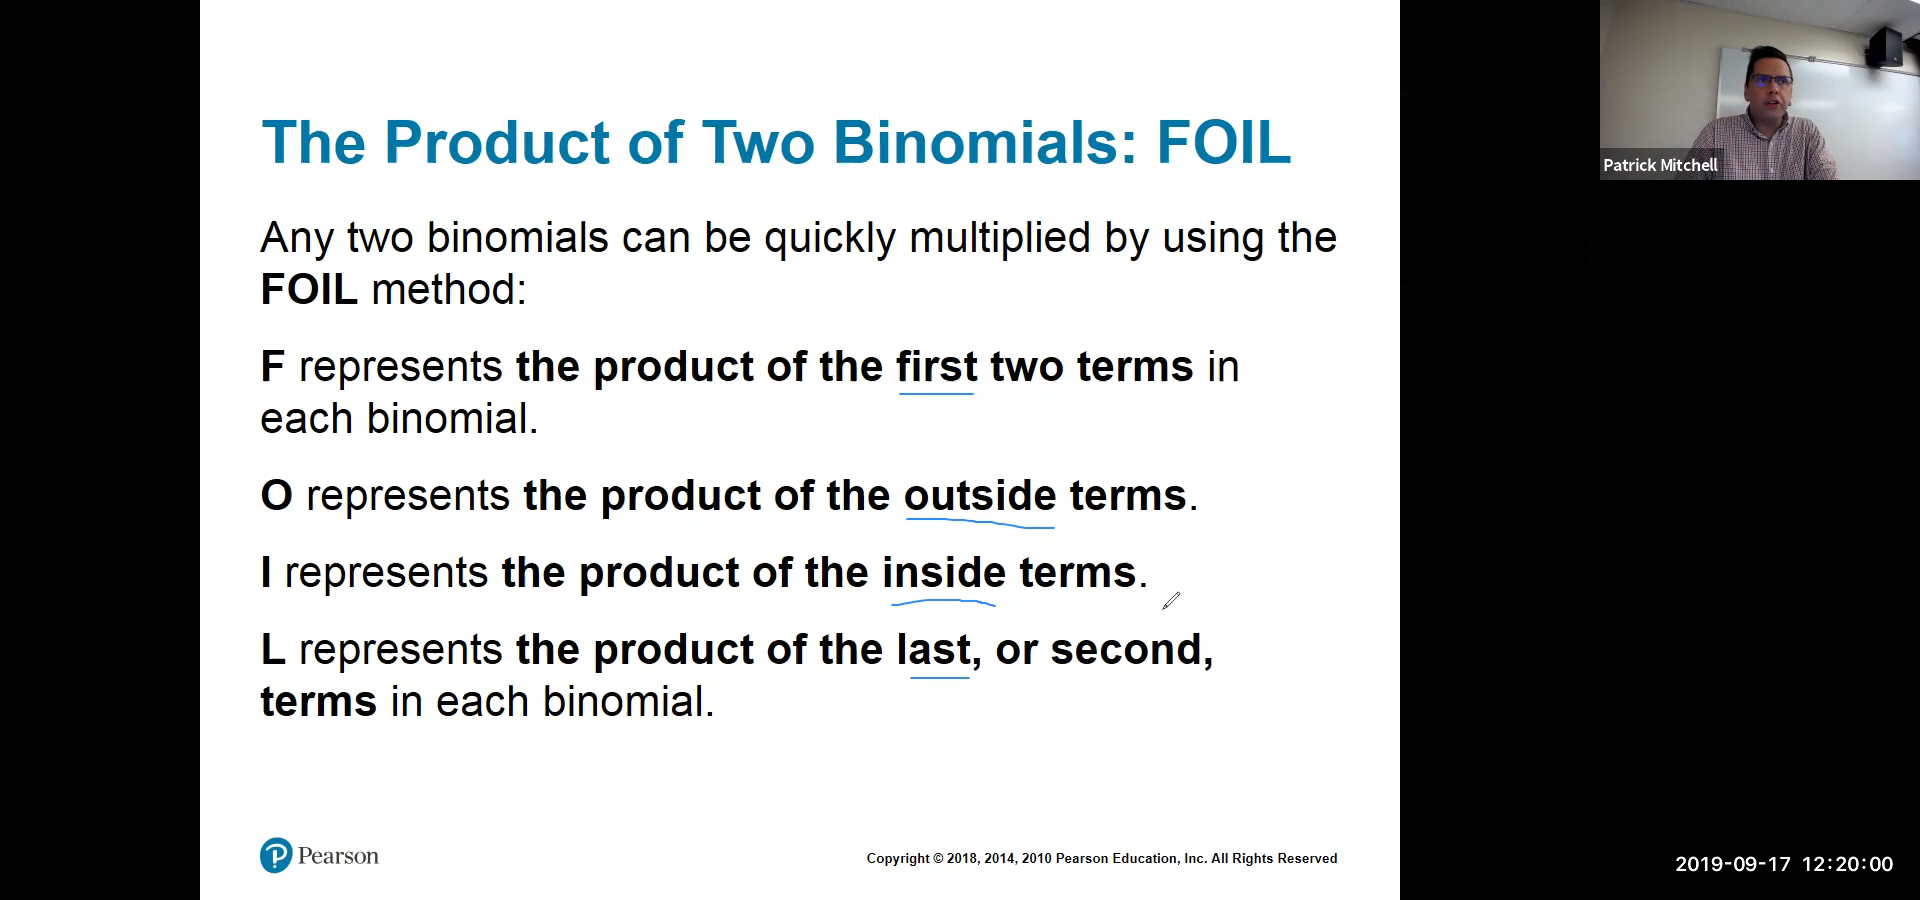 The Product of Two Binomials: FOIL
Any two binomials can be quickly multiplied by using the
FOIL method:
F represents the product of the first two terms in
each binomial.
O represents the product of the outside terms.
I represents the product of the inside terms.
L represents the product of the last, or second,
terms in each binomial.
Pearson
Copyright © 2018, 2014, 2010 Pearson Education, Inc. All Rights Reserved
Patrick Mitchell
2019-09-17 12:20:00